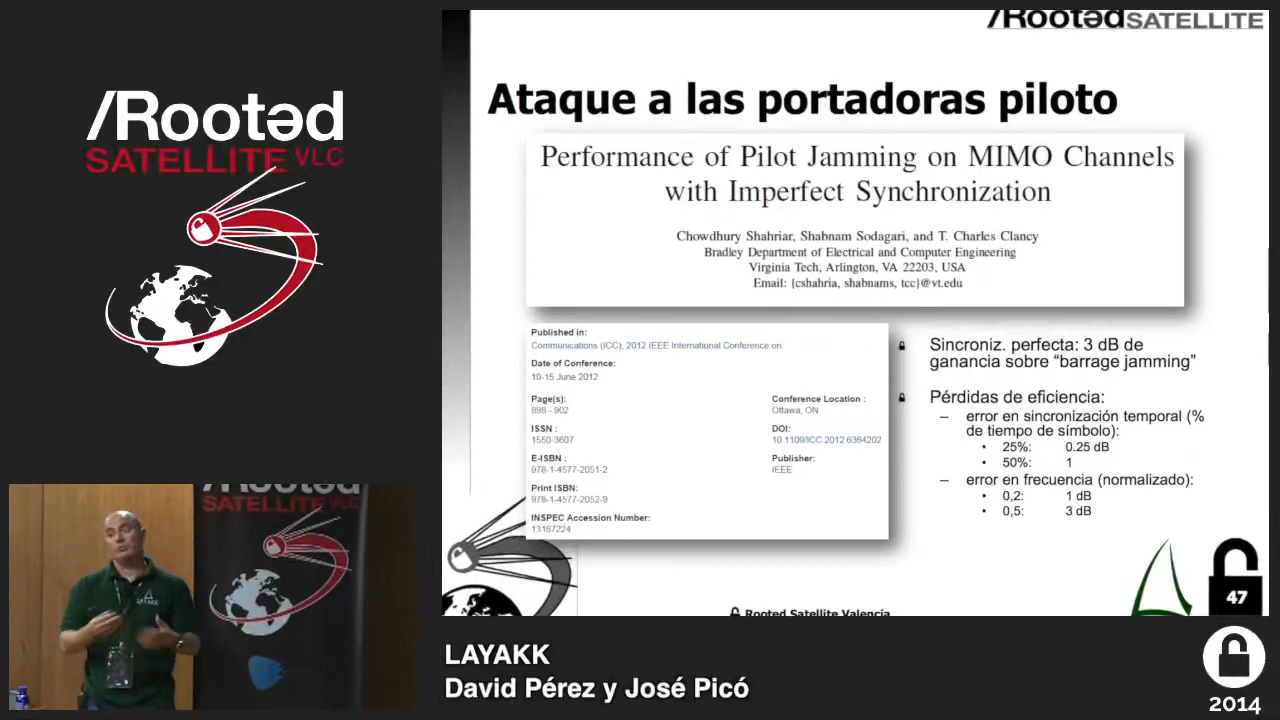 /Rootəd
SATELLITE VLC
/RootədSATELLITE
Ataque a las portadoras piloto
Performance of Pilot Jamming on MIMO Channels
with Imperfect Synchronization
Chowdhury Shahriar, Shabnam Sodagari, and T. Charles Clancy
Bradley Department of Electrical and Computer Engineering
Virginia Tech, Arlington, VA 22203, USA
Email: {cshahria, shabnams, tcc}@vt.edu
Published in:
Communications (ICC), 2012 IEEE International Conference on
Date of Conference:
10-15 June 2012
Page(s):
898 - 902
ISSN :
1550-3607
E-ISBN :
978-1-4577-2051-2
Print ISBN:
978-1-4577-2052-9
INSPEC Accession Number:
13167224
Conference Location :
Ottawa, ON
DOI:
10.1109/ICC.2012.6364202
Publisher:
IEEE
Sincroniz. perfecta: 3 dB de
ganancia sobre “barrage jamming”
Pérdidas de eficiencia:
– error en sincronización temporal (%
de tiempo de símbolo):
• 25%: 0.25 dB
• 50%: 1
– error en frecuencia (normalizado):
• 0,2: 1 dB
• 0,5: 3 dB
47
Rooted Satellite Valencia
/Rootəd
SATELLITE VLC
LAYAKK
LAYAKK
David Pérez y José Picó
2014